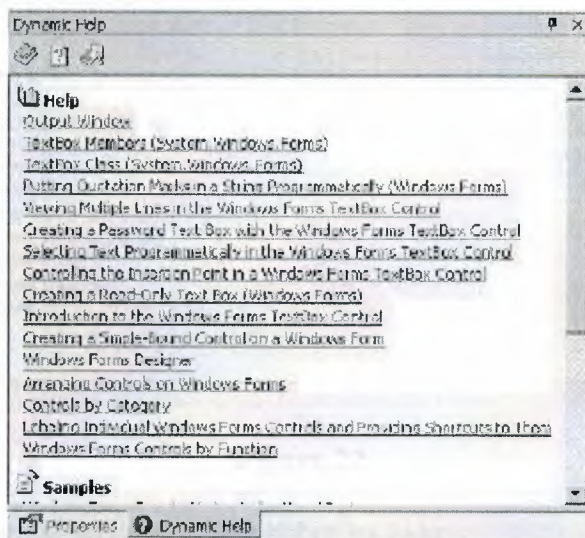 Dynamic Help
Help
Output Window
TextBox Members (System.Windows.Forms)
TextBox Class (System.Windows.Forms)
Putting Quotation Marks in a String Programmatically (Windows Forms)
Viewing Multiple Lines in the Windows Forms TextBox Control
Creating a Password Text Box with the Windows Forms TextBox Control
Selecting Text Programmatically in the Windows Forms TextBox Control
Controlling the Insertion Point in a Windows Forms TextBox Control
Creating a Read-Only Text Box (Windows Forms)
Introduction to the Windows Forms TextBox Control
Creating a Simple-Bound Control on a Windows Form
Windows Forms Designer
Arranging Controls on Windows Forms
Controls by Category
Labeling Individual Windows Forms Controls and Providing Shortcuts to Them
Windows Forms Controls by Function
Samples
Properties Dynamic Help